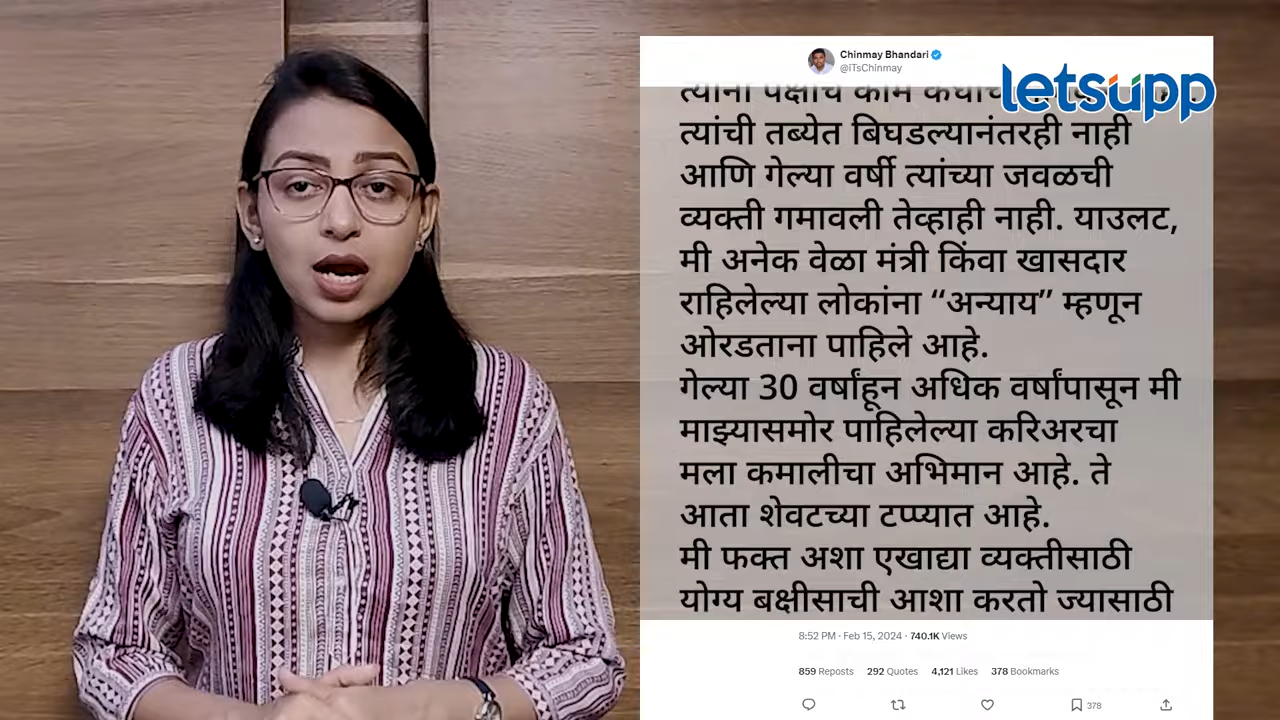 Chinmay Bhandari
@iTsChinmay
letsupp
त्यांनी पक्षाचे काम
त्यांची तब्येत बिघडल्यानंतरही नाही
आणि गेल्या वर्षी त्यांच्या जवळची
व्यक्ती गमावली तेव्हाही नाही. याउलट,
मी अनेक वेळा मंत्री किंवा खासदार
राहिलेल्या लोकांना “अन्याय” म्हणून
ओरडताना पाहिले आहे.
गेल्या 30 वर्षांहून अधिक वर्षांपासून मी
माझ्यासमोर पाहिलेल्या करिअरचा
मला कमालीचा अभिमान आहे. ते
आता शेवटच्या टप्प्यात आहे.
मी फक्त अशा एखाद्या व्यक्तीसाठी
योग्य बक्षीसाची आशा करतो ज्यासाठी
8:52 PM · Feb 15, 2024 · 740.1K Views
859 Reposts 292 Quotes 4,121 Likes 378 Bookmarks
378